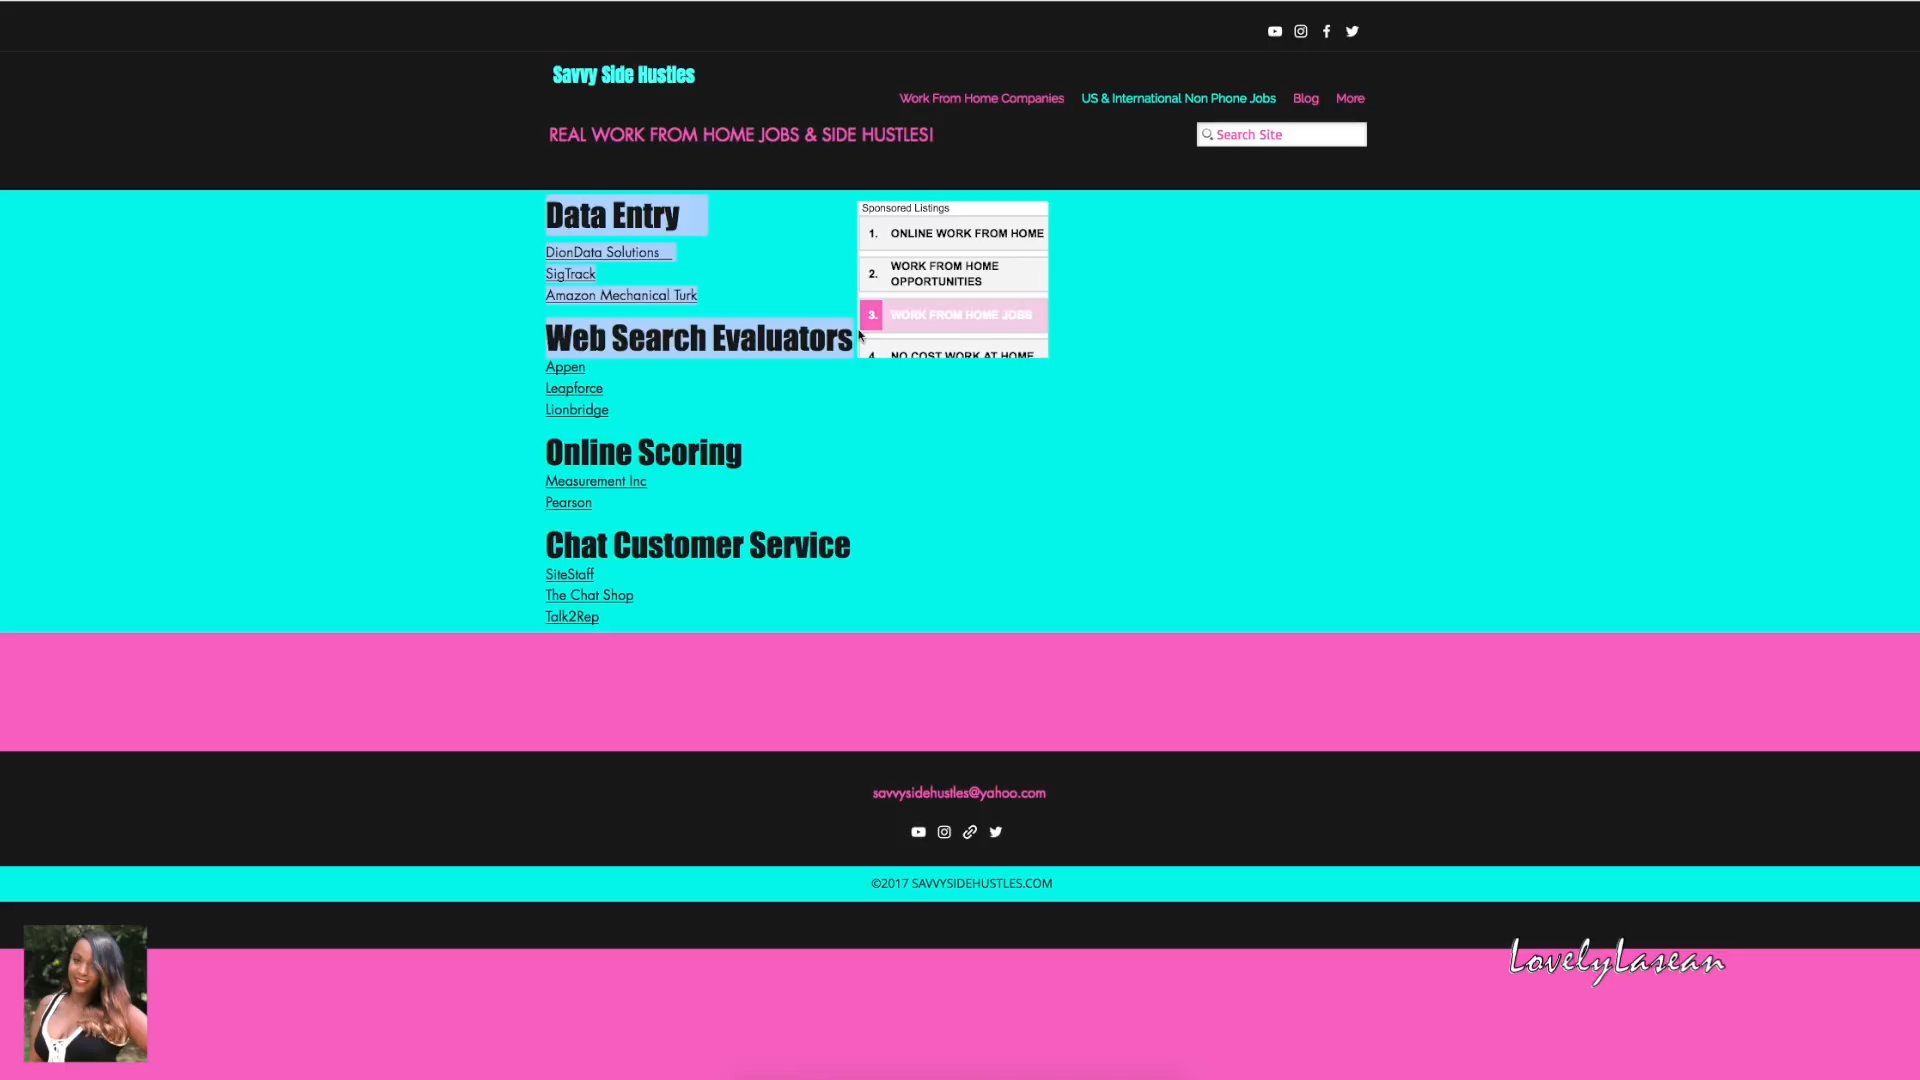 Savvy Side Hustles
Work From Home Companies
US & International Non Phone Jobs
Blog
More
REAL WORK FROM HOME JOBS & SIDE HUSTLES!
Search Site
Data Entry
DionData Solutions
SigTrack
Amazon Mechanical Turk
Web Search Evaluators
Appen
Leapforce
Lionbridge
Online Scoring
Measurement Inc
Pearson
Chat Customer Service
SiteStaff
The Chat Shop
Talk2Rep
Sponsored Listings
1. ONLINE WORK FROM HOME
2. WORK FROM HOME
OPPORTUNITIES
3. WORK FROM HOME JOBS
4. NO COST WORK AT HOME
savvysidehustles@yahoo.com
©2017 SAVVYSIDEHUSTLES.COM
LovelyLasean